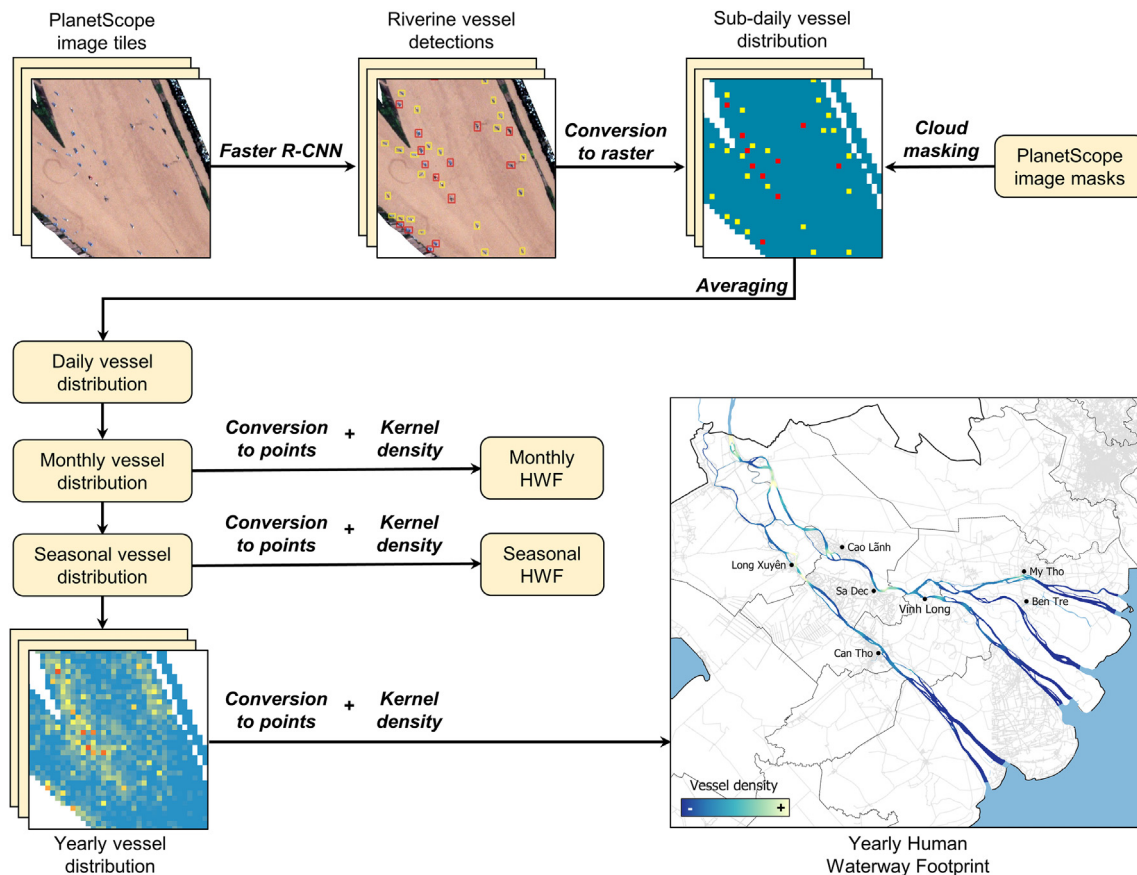 PlanetScope
image tiles
Riverine vessel
detections
Sub-daily vessel
distribution
Faster R-CNN
Conversion
to raster
Cloud
masking
PlanetScope
image masks
Averaging
Daily vessel
distribution
Monthly vessel
distribution
Conversion
to points
+
Kernel
density
Monthly
HWF
Seasonal vessel
distribution
Conversion
to points
+
Kernel
density
Seasonal
HWF
Conversion
to points
+
Kernel
density
Yearly vessel
distribution
Cao Lãnh
Long Xuyên
Sa Dec
Vinh Long
My Tho
Ben Tre
Can Tho
Vessel density
- +
Yearly Human
Waterway Footprint